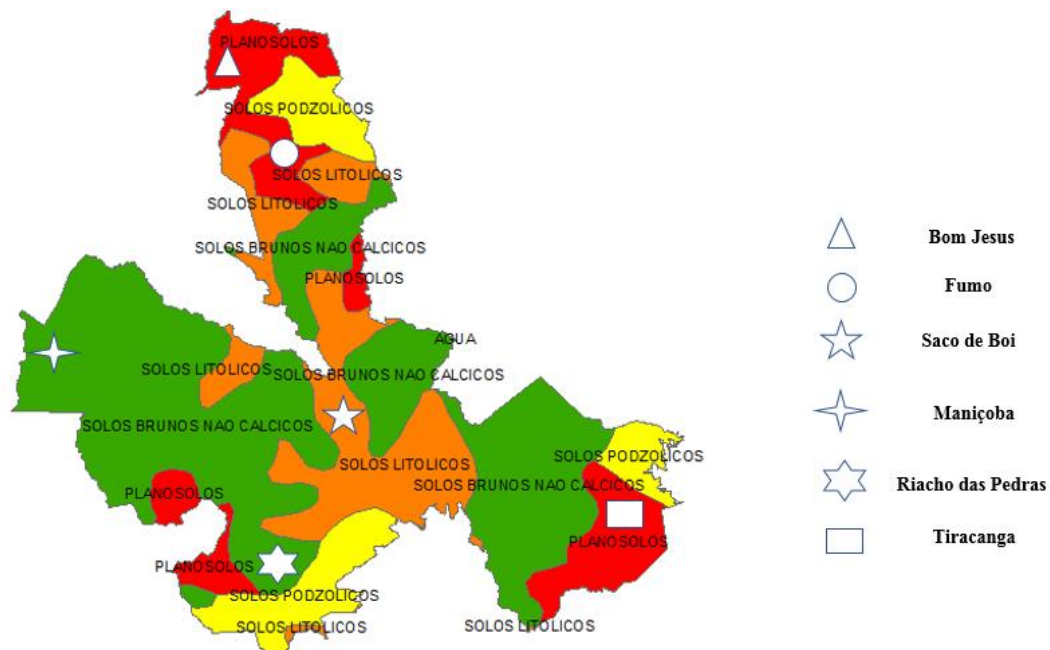 PLANOSOLOS
SOLOS PODZOLICOS
SOLOS LITOLICOS
SOLOS LITOLICOS
SOLOS BRUNOS NAO CALCICOS
PLANOSOLOS
AGUA
SOLOS LITOLICOS
SOLOS BRUNOS NAO CALCICOS
SOLOS BRUNOS NAO CALCICOS
SOLOS LITOLICOS
SOLOS PODZOLICOS
SOLOS BRUNOS NAO CALCICOS
PLANOSOLOS
PLANOSOLOS
PLANOSOLOS
SOLOS PODZOLICOS
SOLOS LITOLICOS
SOLOS LITOLICOS
Bom Jesus
Fumo
Saco de Boi
Maniçoba
Riacho das Pedras
Tiracanga